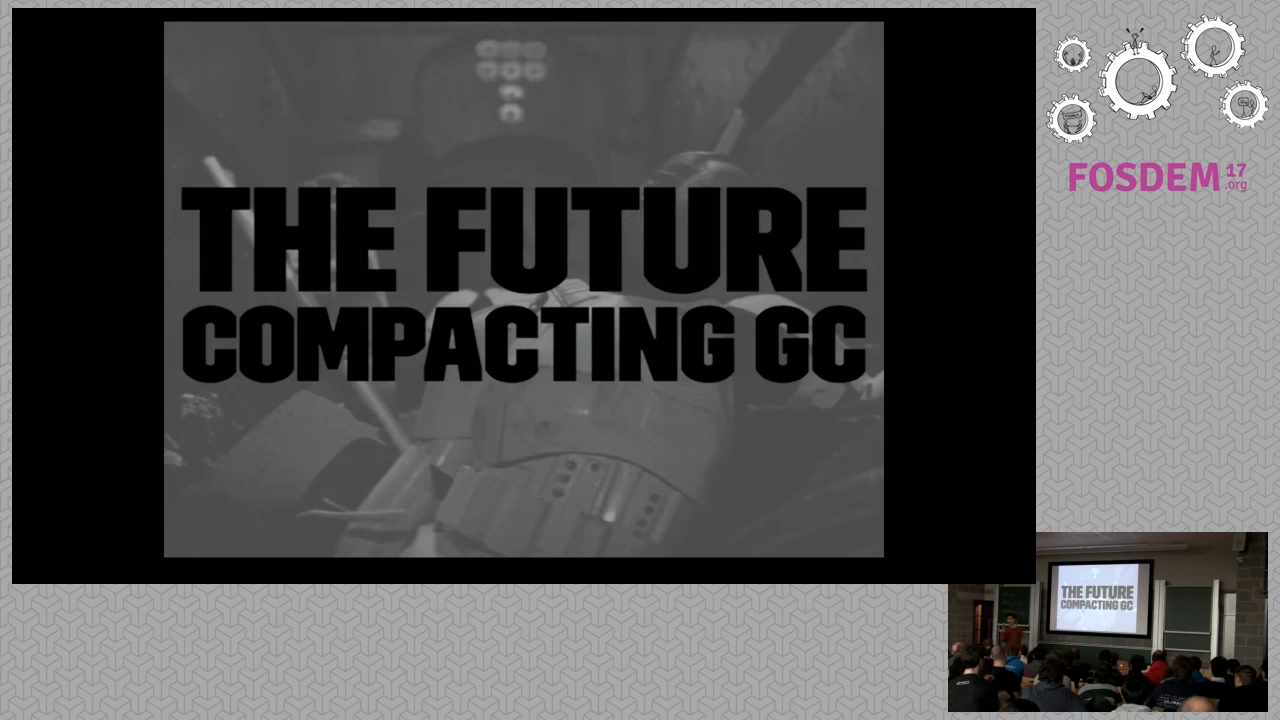 THE FUTURE
COMPACTING GC
FOSDEM 17
.org
THE FUTURE
COMPACTING GC